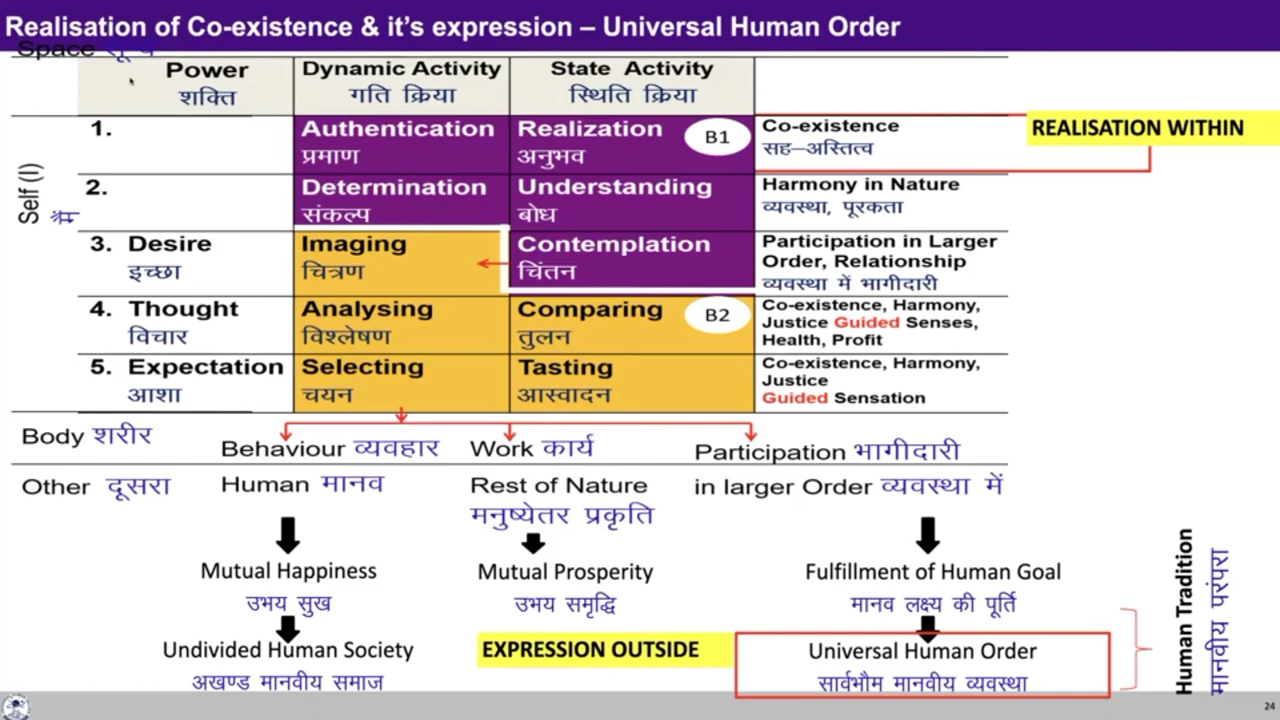 Realisation of Co-existence & it's expression – Universal Human Order
Space शून्य
Power
शक्ति
Dynamic Activity
गति क्रिया
State Activity
स्थिति क्रिया
Self (I)
मैं
1.
Authentication
प्रमाण
Realization
अनुभव
B1
Co-existence
सह–अस्तित्व
REALISATION WITHIN
2.
Determination
संकल्प
Understanding
बोध
Harmony in Nature
व्यवस्था, पूरकता
3. Desire
इच्छा
Imaging
चित्रण
Contemplation
चिंतन
Participation in Larger
Order, Relationship
व्यवस्था में भागीदारी
4. Thought
विचार
Analysing
विश्लेषण
Comparing
तुलन
B2
Co-existence, Harmony,
Justice Guided Senses,
Health, Profit
5. Expectation
आशा
Selecting
चयन
Tasting
आस्वादन
Co-existence, Harmony,
Justice
Guided Sensation
Body शरीर
Behaviour व्यवहार
Work कार्य
Participation भागीदारी
Other दूसरा
Human मानव
Rest of Nature
मनुष्येतर प्रकृति
in larger Order व्यवस्था में
Mutual Happiness
उभय सुख
Mutual Prosperity
उभय समृद्धि
Fulfillment of Human Goal
मानव लक्ष्य की पूर्ति
Undivided Human Society
अखण्ड मानवीय समाज
EXPRESSION OUTSIDE
Universal Human Order
सार्वभौम मानवीय व्यवस्था
Human Tradition
मानवीय परंपरा
24